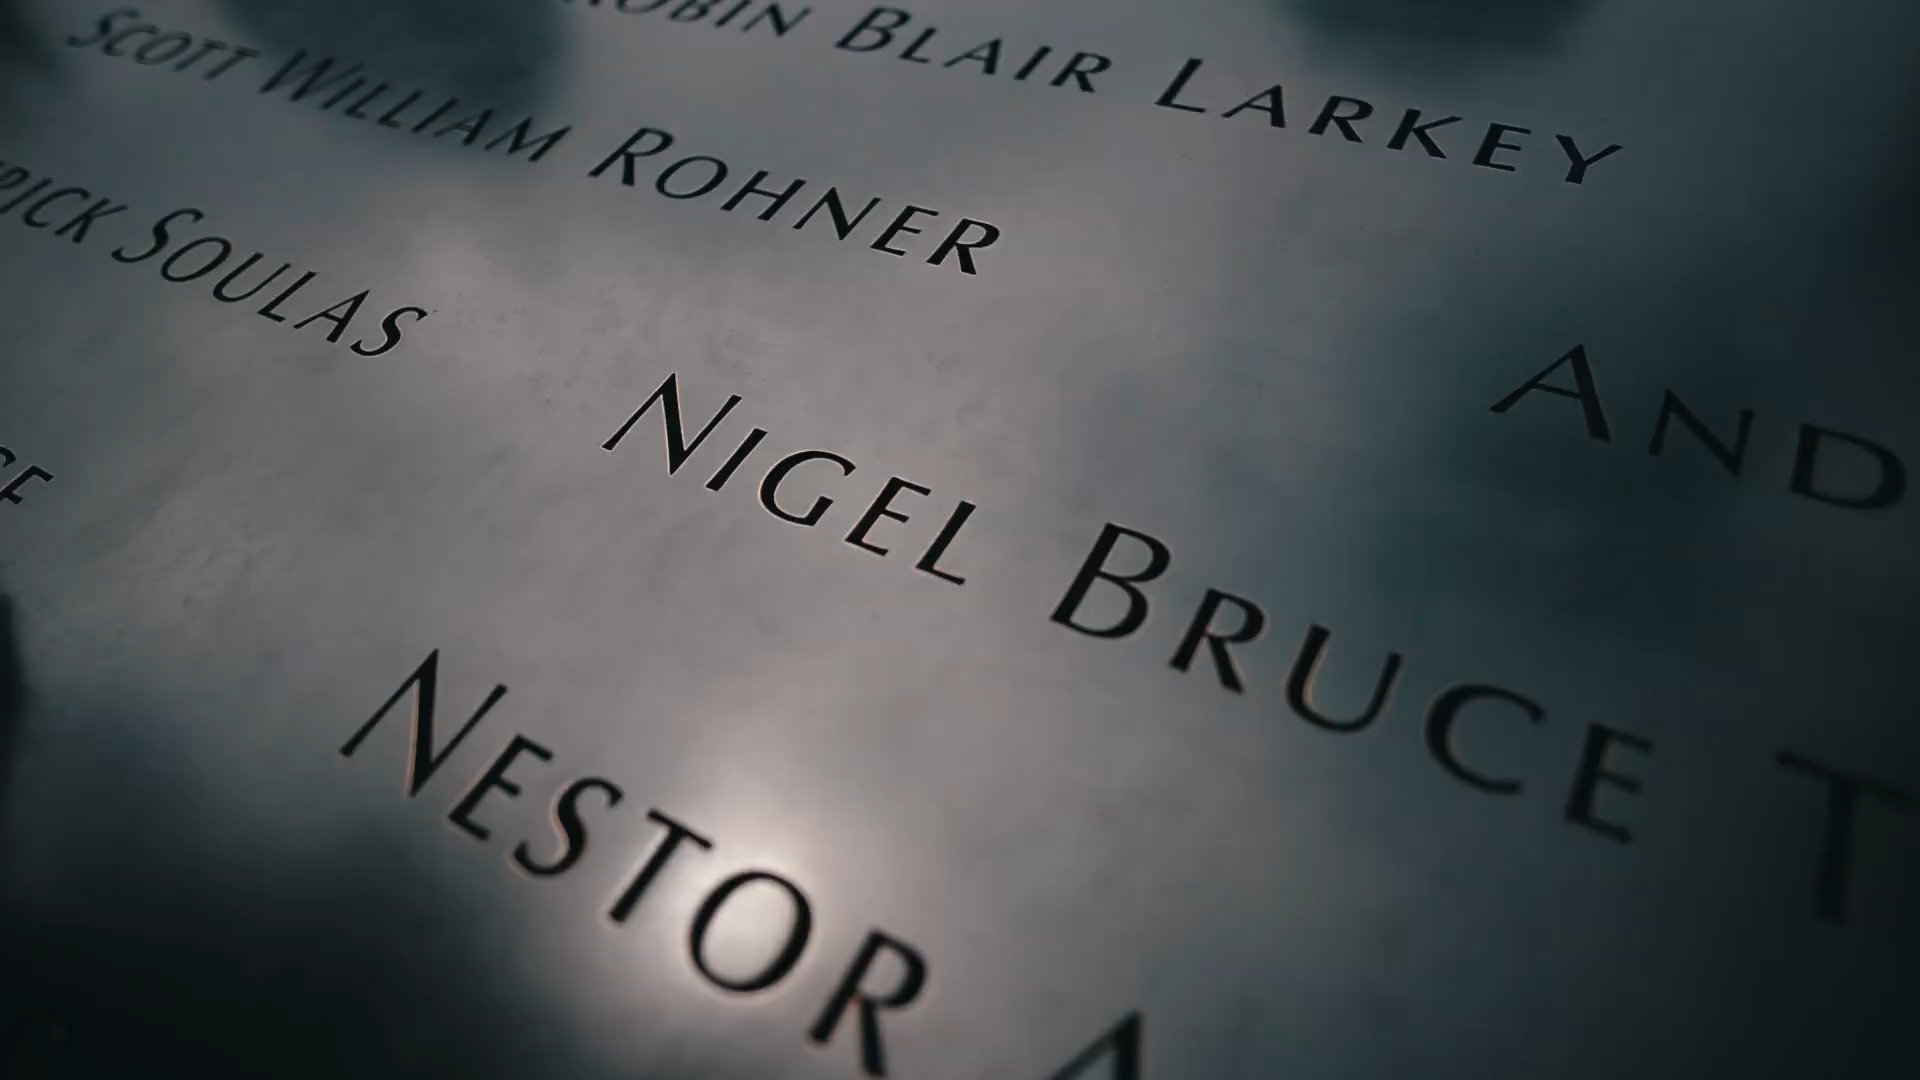 ROBIN BLAIR LARKEY
SCOTT WILLIAM ROHNER
AND
SOULAS
NIGEL BRUCE T
NESTOR A